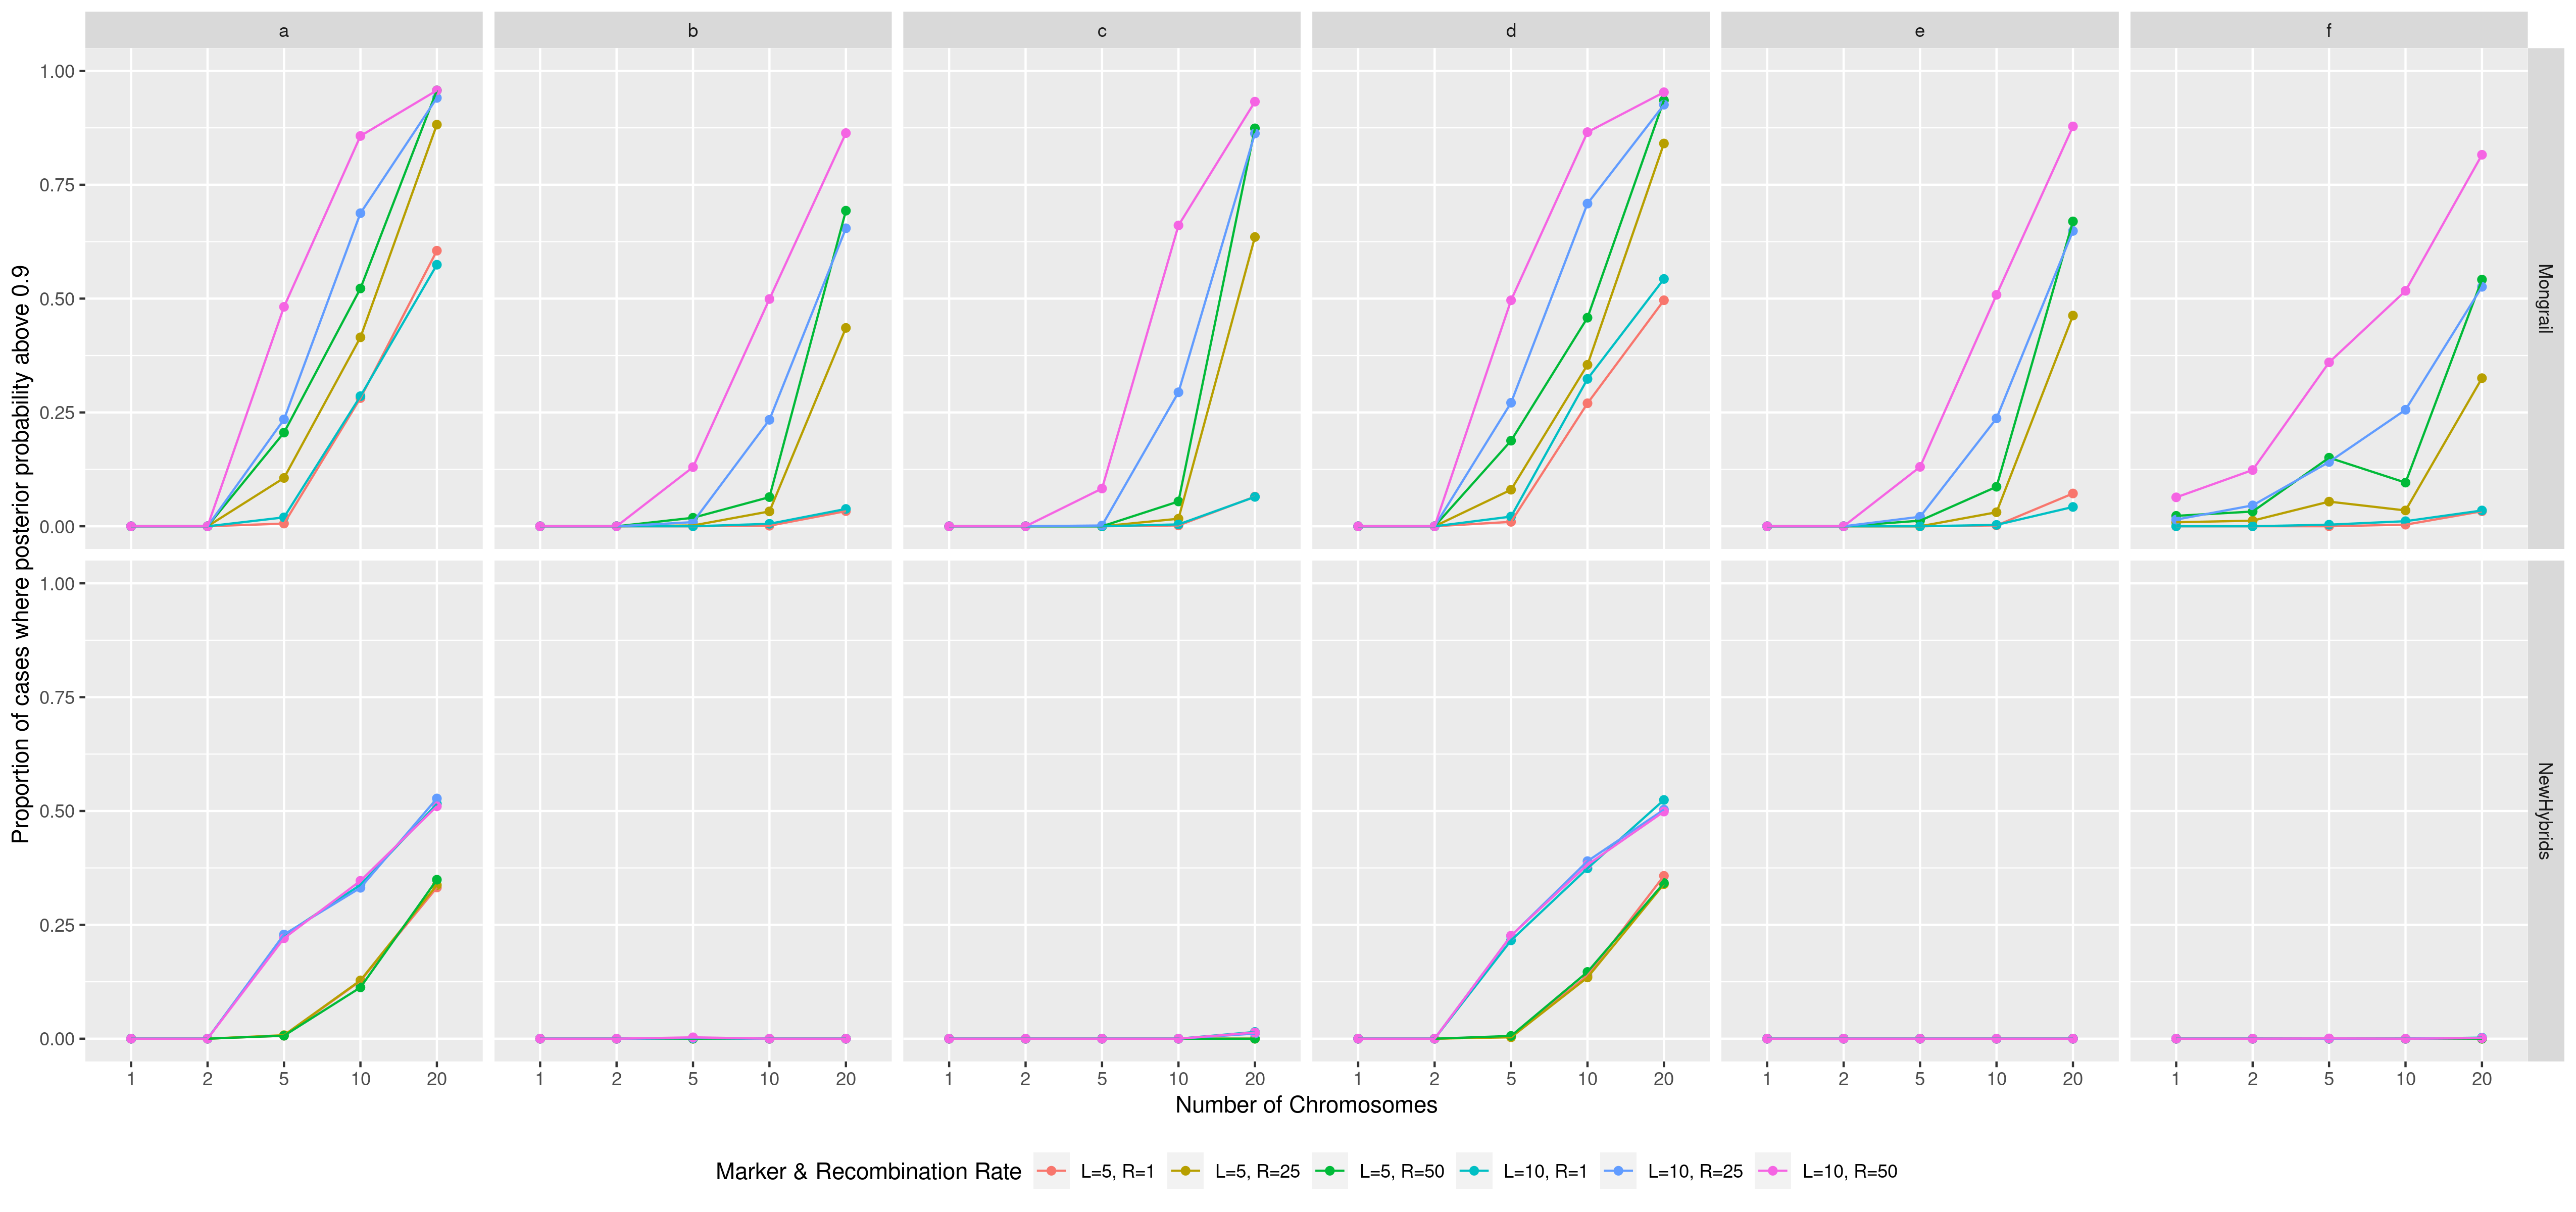 a b c d e f
1.00
0.75
0.50
0.25
0.00
Mongrail
1.00
0.75
0.50
0.25
0.00
NewHybrids
Proportion of cases where posterior probability above 0.9
1 2 5 10 20 1 2 5 10 20 1 2 5 10 20 1 2 5 10 20 1 2 5 10 20 1 2 5 10 20
Number of Chromosomes
Marker & Recombination Rate L=5, R=1 L=5, R=25 L=5, R=50 L=10, R=1 L=10, R=25 L=10, R=50